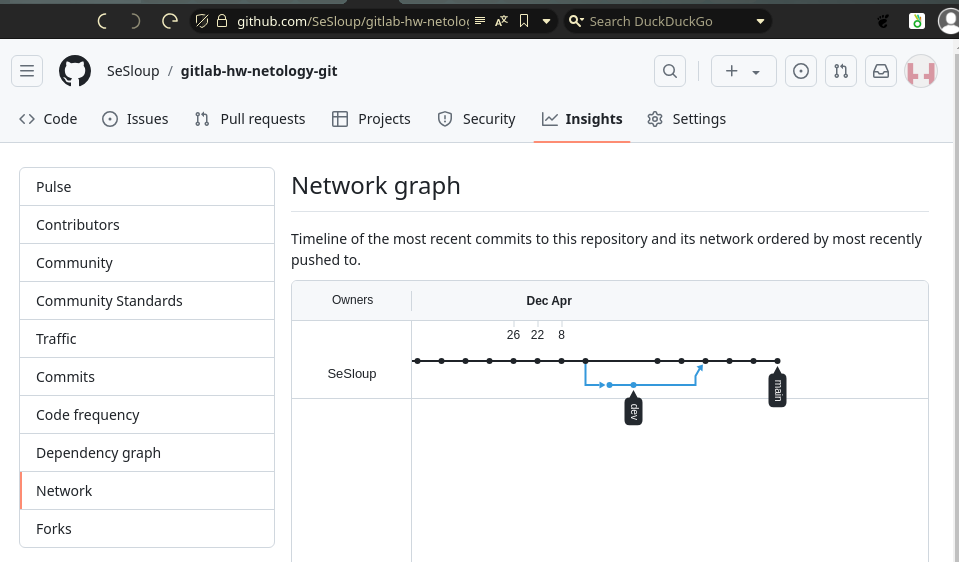 github.com/SeSloup/gitlab-hw-netolog
Search DuckDuckGo
SeSloup / gitlab-hw-netology-git
Code Issues Pull requests Projects Security Insights Settings
Pulse
Contributors
Community
Community Standards
Traffic
Commits
Code frequency
Dependency graph
Network
Forks
Network graph
Timeline of the most recent commits to this repository and its network ordered by most recently
pushed to.
Owners Dec Apr
26 22 8
SeSloup
main
dev